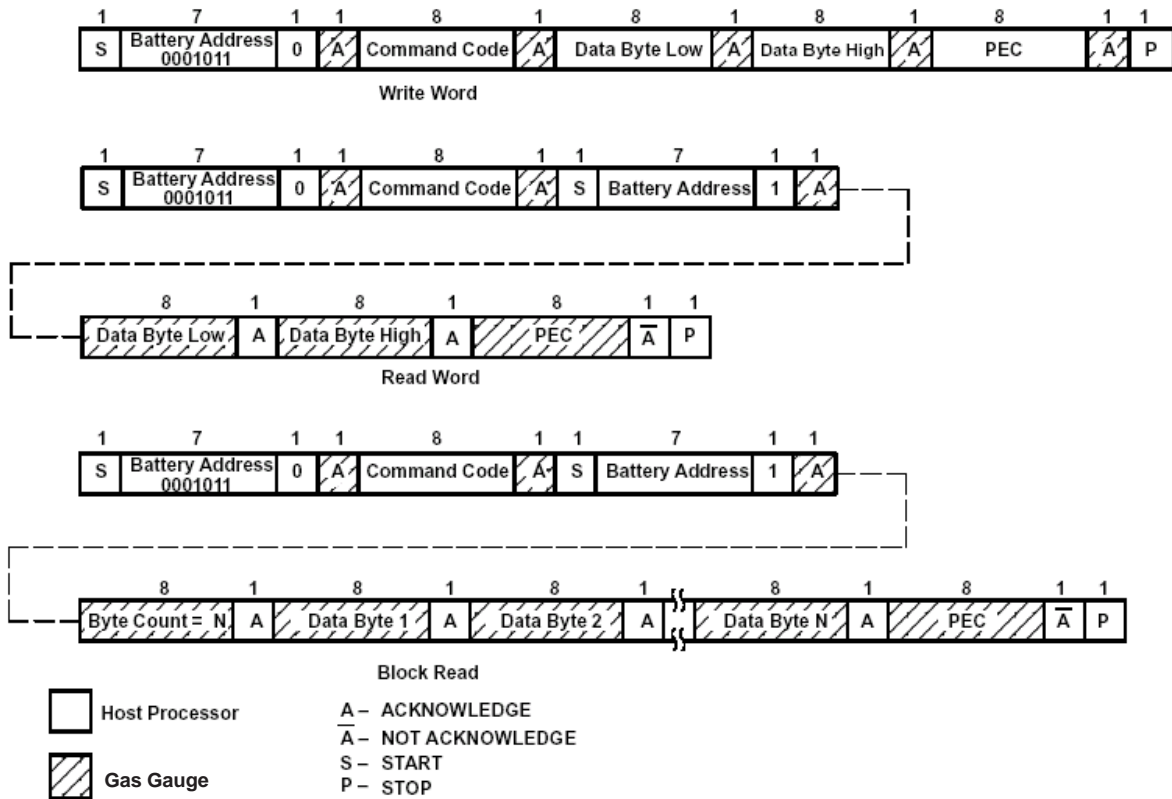 1 7 1 1 8 1 8 1 8 1 8 1 1
S Battery Address 0001011 0 A Command Code A Data Byte Low A Data Byte High A PEC A P
Write Word
1 7 1 1 8 1 1 7 1 1
S Battery Address 0001011 0 A Command Code A S Battery Address 1 A
8 1 8 1 8 1 1
Data Byte Low A Data Byte High A PEC A̅ P
Read Word
1 7 1 1 8 1 1 7 1 1
S Battery Address 0001011 0 A Command Code A S Battery Address 1 A
8 1 8 1 8 1 8 1 8 1 1
Byte Count = N A Data Byte 1 A Data Byte 2 A Data Byte N A PEC A̅ P
Block Read
Host Processor
Gas Gauge
A – ACKNOWLEDGE
A̅ – NOT ACKNOWLEDGE
S – START
P – STOP